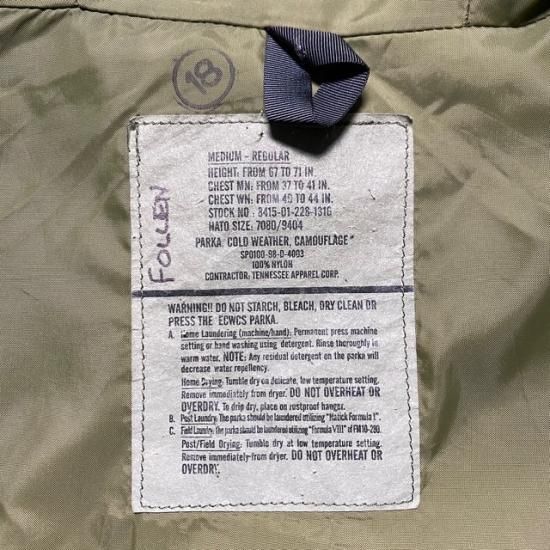 18
MEDIUM - REGULAR
HEIGHT: FROM 67 TO 71 IN.
CHEST MN: FROM 37 TO 41 IN.
CHEST WN: FROM 40 TO 44 IN.
STOCK NO : 8415-01-228-1316
NATO SIZE: 7080/9404
PARKA: COLD WEATHER, CAMOUFLAGE*
SPO100-98-D-4003
100% NYLON
CONTRACTOR: TENNESSEE APPAREL CORP.
FOLLEN
WARNING!! DO NOT STARCH, BLEACH, DRY CLEAN OR
PRESS THE ECWCS PARKA.
A. Home Laundering (machine/hand): Permanent press machine
setting or hand washing using detergent. Rinse thoroughly in
warm water. NOTE: Any residual detergent on the parka will
decrease water repellency.
Home Drying: Tumble dry on delicate, low temperature setting.
Remove immediately from dryer. DO NOT OVERHEAT OR
OVERDRY. To drip dry, place on rustproof hanger.
B. Post Laundry: The parka should be laundered utilizing "Natick Formula 1".
C. Field Laundry: The parka should be laundered utilizing "Formula VIII" of FM 10-280.
Post/Field Drying: Tumble dry at low temperature setting.
Remove immediately from dryer. DO NOT OVERHEAT OR
OVERDRY.